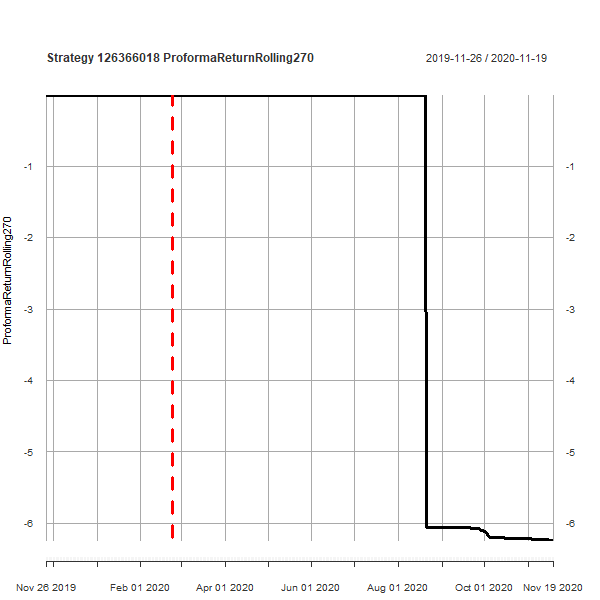 Strategy 126366018 ProformaReturnRolling270
2019-11-26 / 2020-11-19
ProformaReturnRolling270
-1 -1
-2 -2
-3 -3
-4 -4
-5 -5
-6 -6
Nov 26 2019 Feb 01 2020 Apr 01 2020 Jun 01 2020 Aug 01 2020 Oct 01 2020 Nov 19 2020